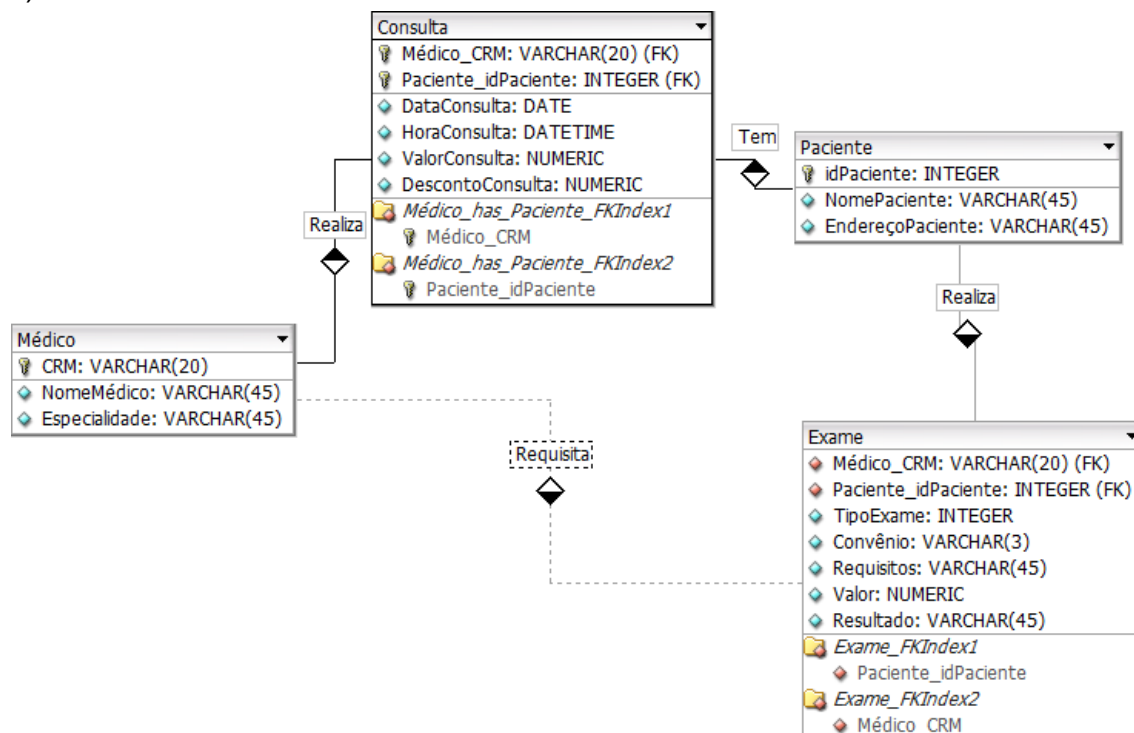 Consulta
Médico_CRM: VARCHAR(20) (FK)
Paciente_idPaciente: INTEGER (FK)
DataConsulta: DATE
HoraConsulta: DATETIME
ValorConsulta: NUMERIC
DescontoConsulta: NUMERIC
Médico_has_Paciente_FKIndex1
Médico_CRM
Médico_has_Paciente_FKIndex2
Paciente_idPaciente
Tem
Paciente
idPaciente: INTEGER
NomePaciente: VARCHAR(45)
EndereçoPaciente: VARCHAR(45)
Realiza
Realiza
Médico
CRM: VARCHAR(20)
NomeMédico: VARCHAR(45)
Especialidade: VARCHAR(45)
Requisita
Exame
Médico_CRM: VARCHAR(20) (FK)
Paciente_idPaciente: INTEGER (FK)
TipoExame: INTEGER
Convênio: VARCHAR(3)
Requisitos: VARCHAR(45)
Valor: NUMERIC
Resultado: VARCHAR(45)
Exame_FKIndex1
Paciente_idPaciente
Exame_FKIndex2
Médico_CRM